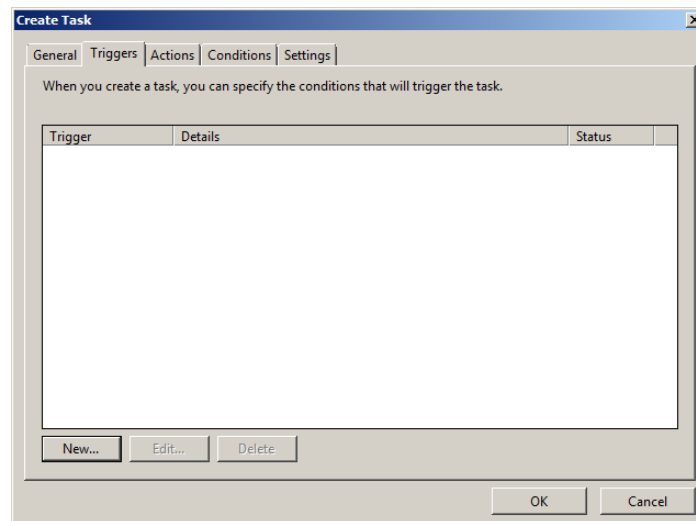 Create Task
General Triggers Actions Conditions Settings
When you create a task, you can specify the conditions that will trigger the task.
Trigger Details Status
New... Edit... Delete
OK Cancel